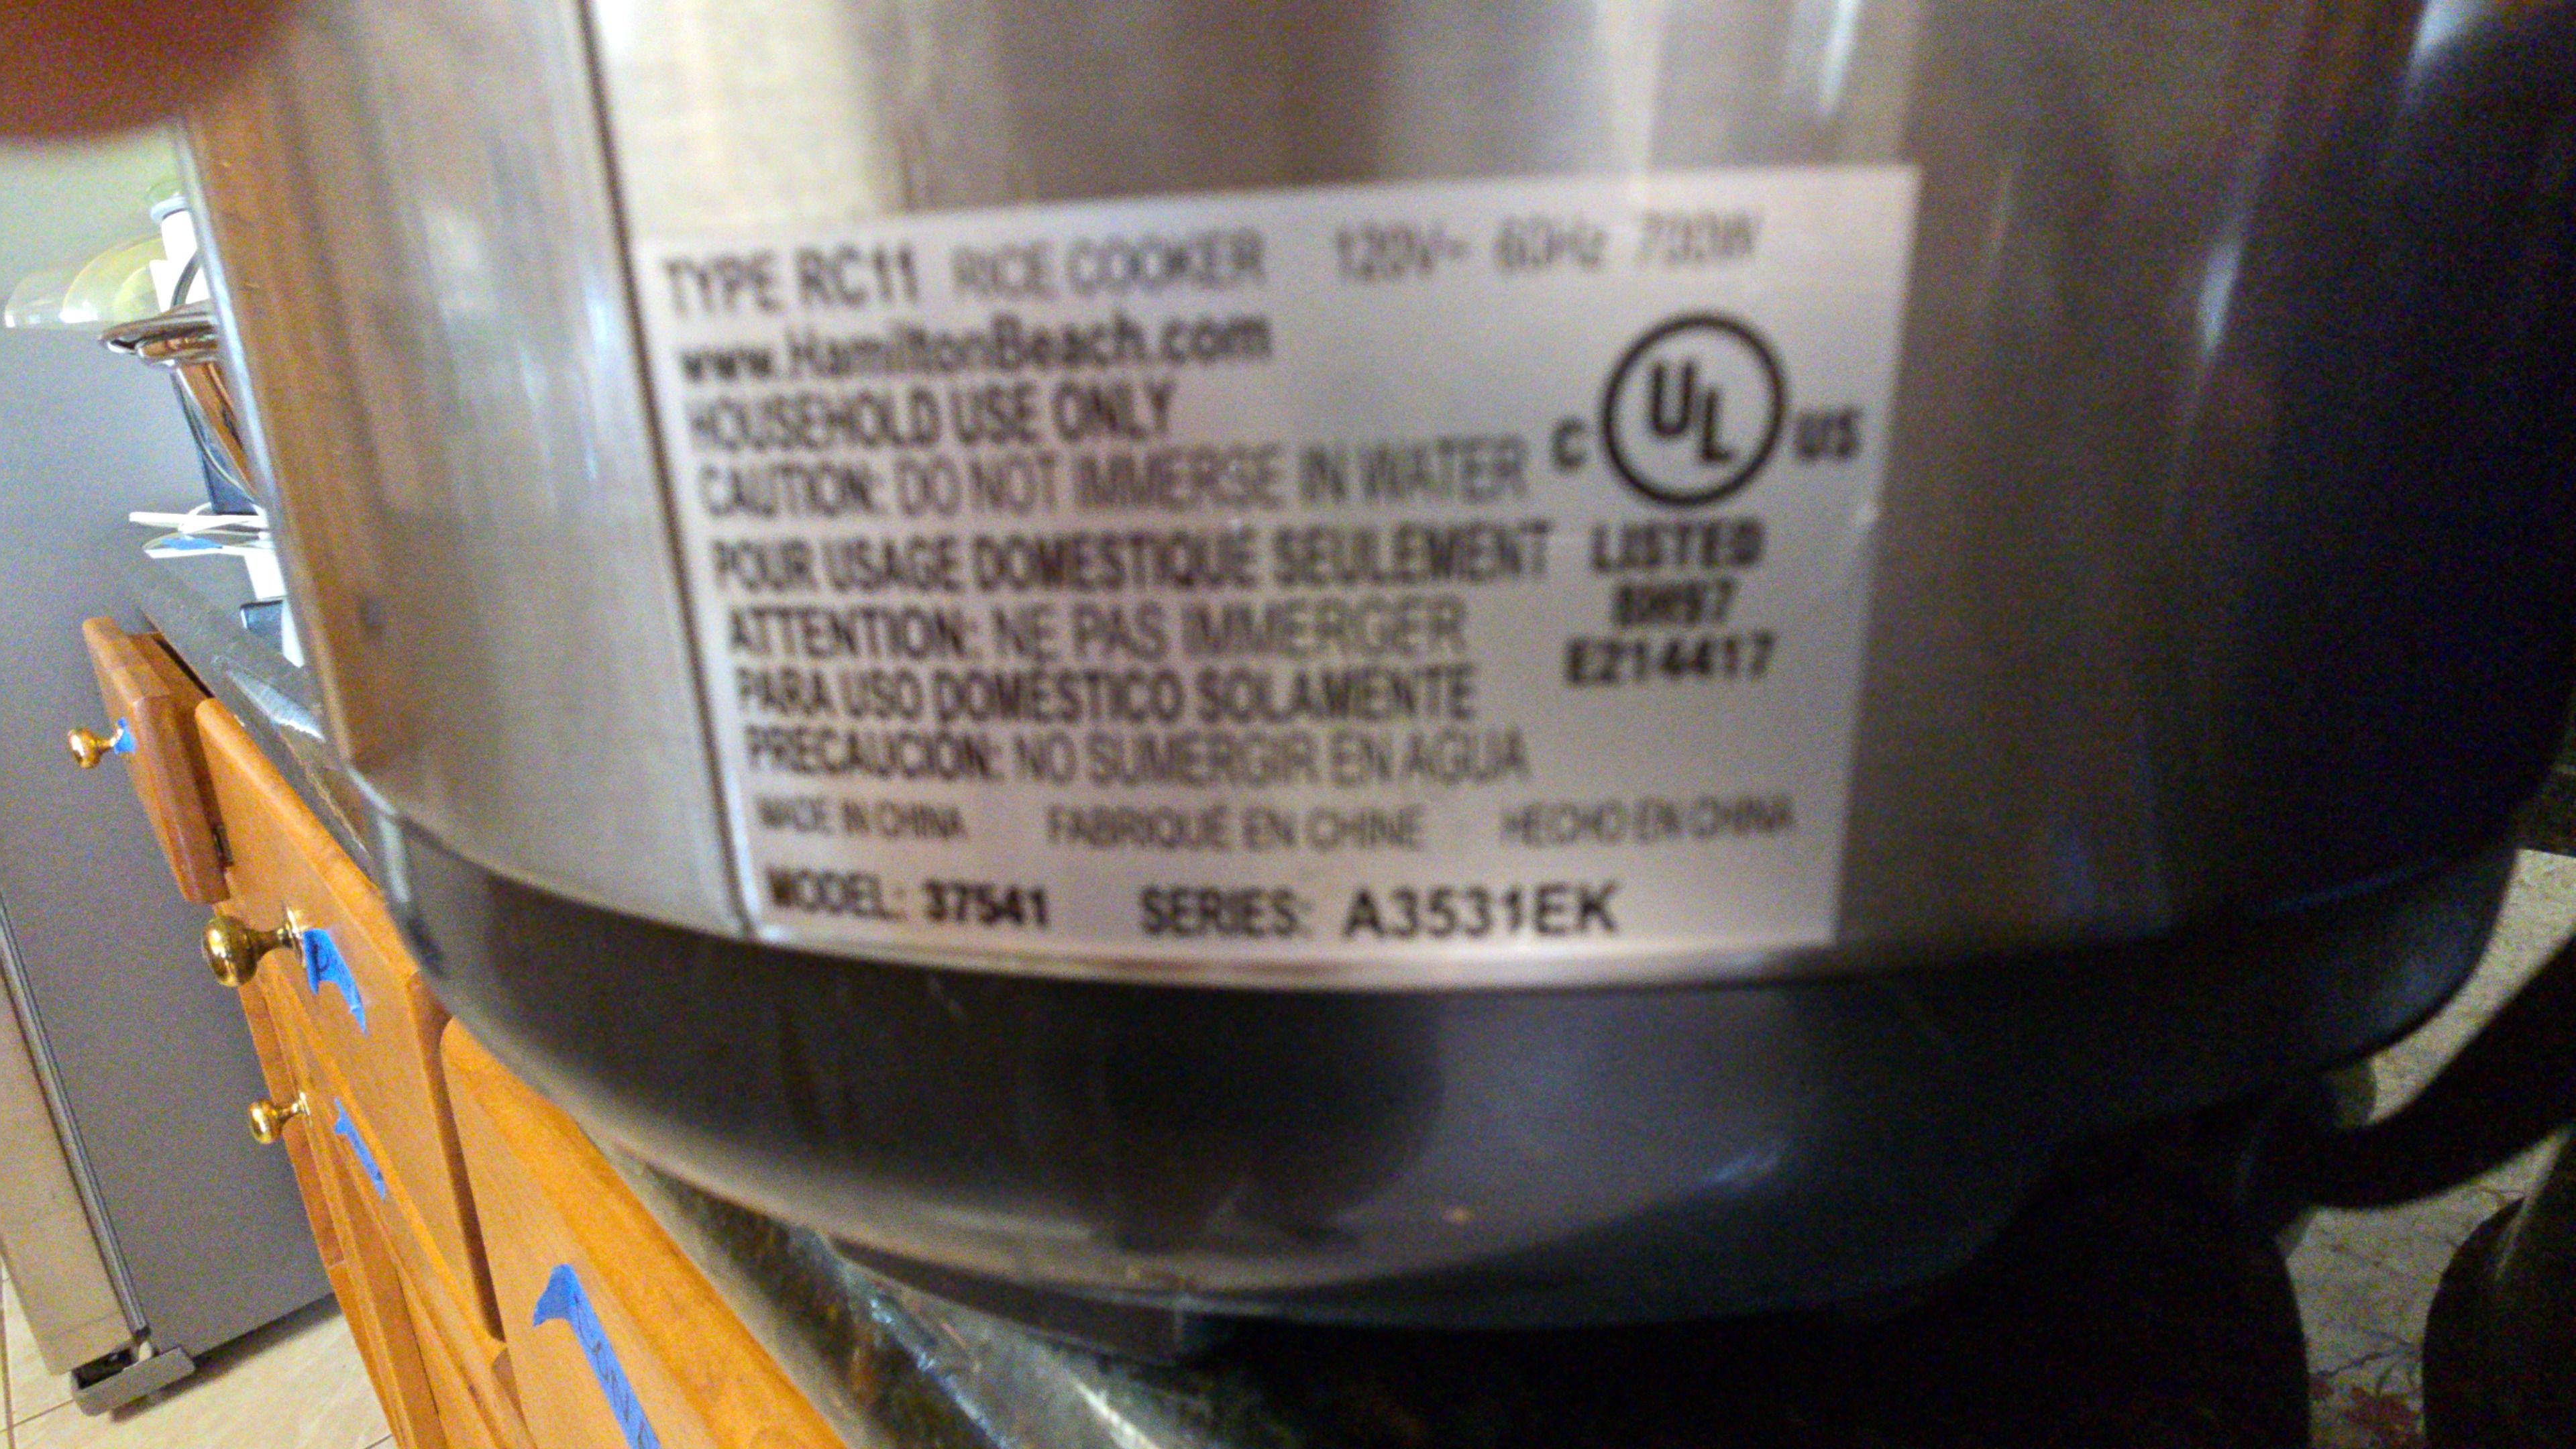 TYPE RC11 RICE COOKER 120V~ 60Hz 700W
www.HamiltonBeach.com
HOUSEHOLD USE ONLY
CAUTION: DO NOT IMMERSE IN WATER
C UL US
POUR USAGE DOMESTIQUE SEULEMENT
LISTED
ATTENTION: NE PAS IMMERGER
E214417
PARA USO DOMÉSTICO SOLAMENTE
PRECAUCIÓN: NO SUMERGIR EN AGUA
MADE IN CHINA FABRIQUÉ EN CHINE HECHO EN CHINA
MODEL: 37541 SERIES: A3531EK